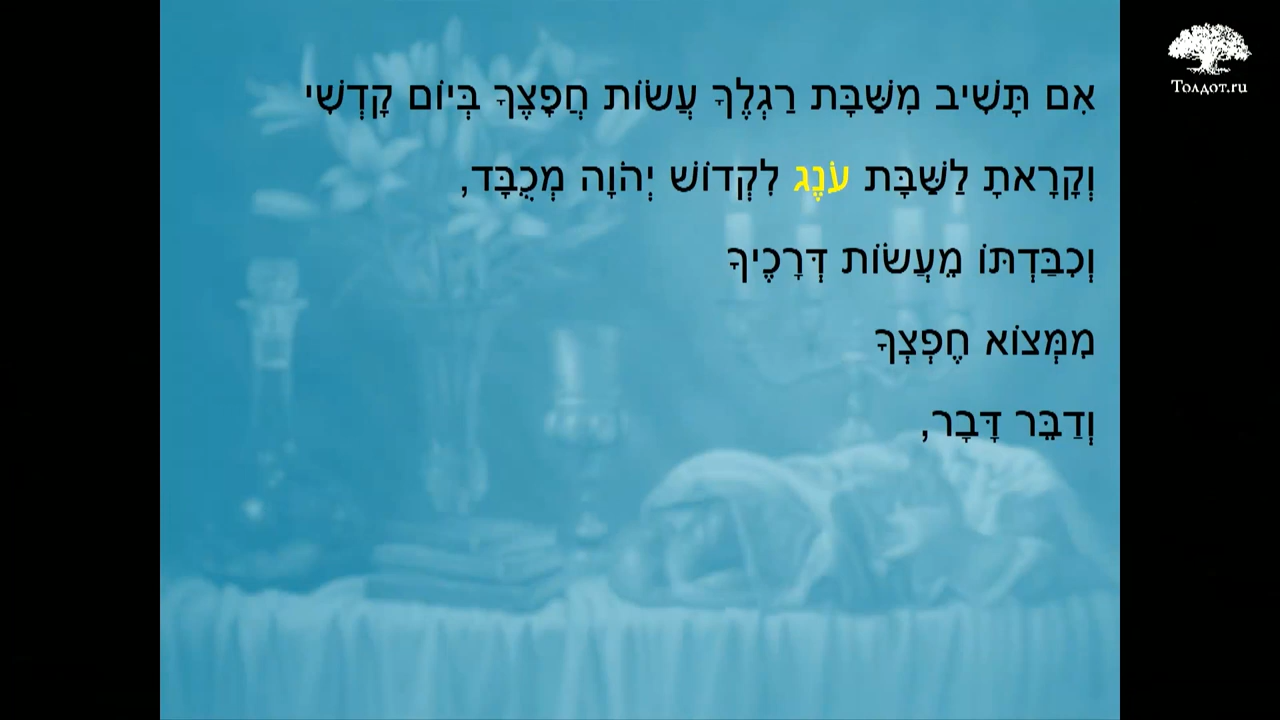 אִם תָּשִׁיב מִשַּׁבָּת רַגְלֶךָ עֲשׂוֹת חֲפָצֶךָ בְּיוֹם קָדְשִׁי
וְקָרָאתָ לַשַּׁבָּת עֹנֶג לִקְדוֹשׁ יְהֹוָה מְכֻבָּד,
וְכִבַּדְתּוֹ מֵעֲשׂוֹת דְּרָכֶיךָ
מִמְּצוֹא חֶפְצְךָ
וְדַבֵּר דָּבָר,
Толдот.ru